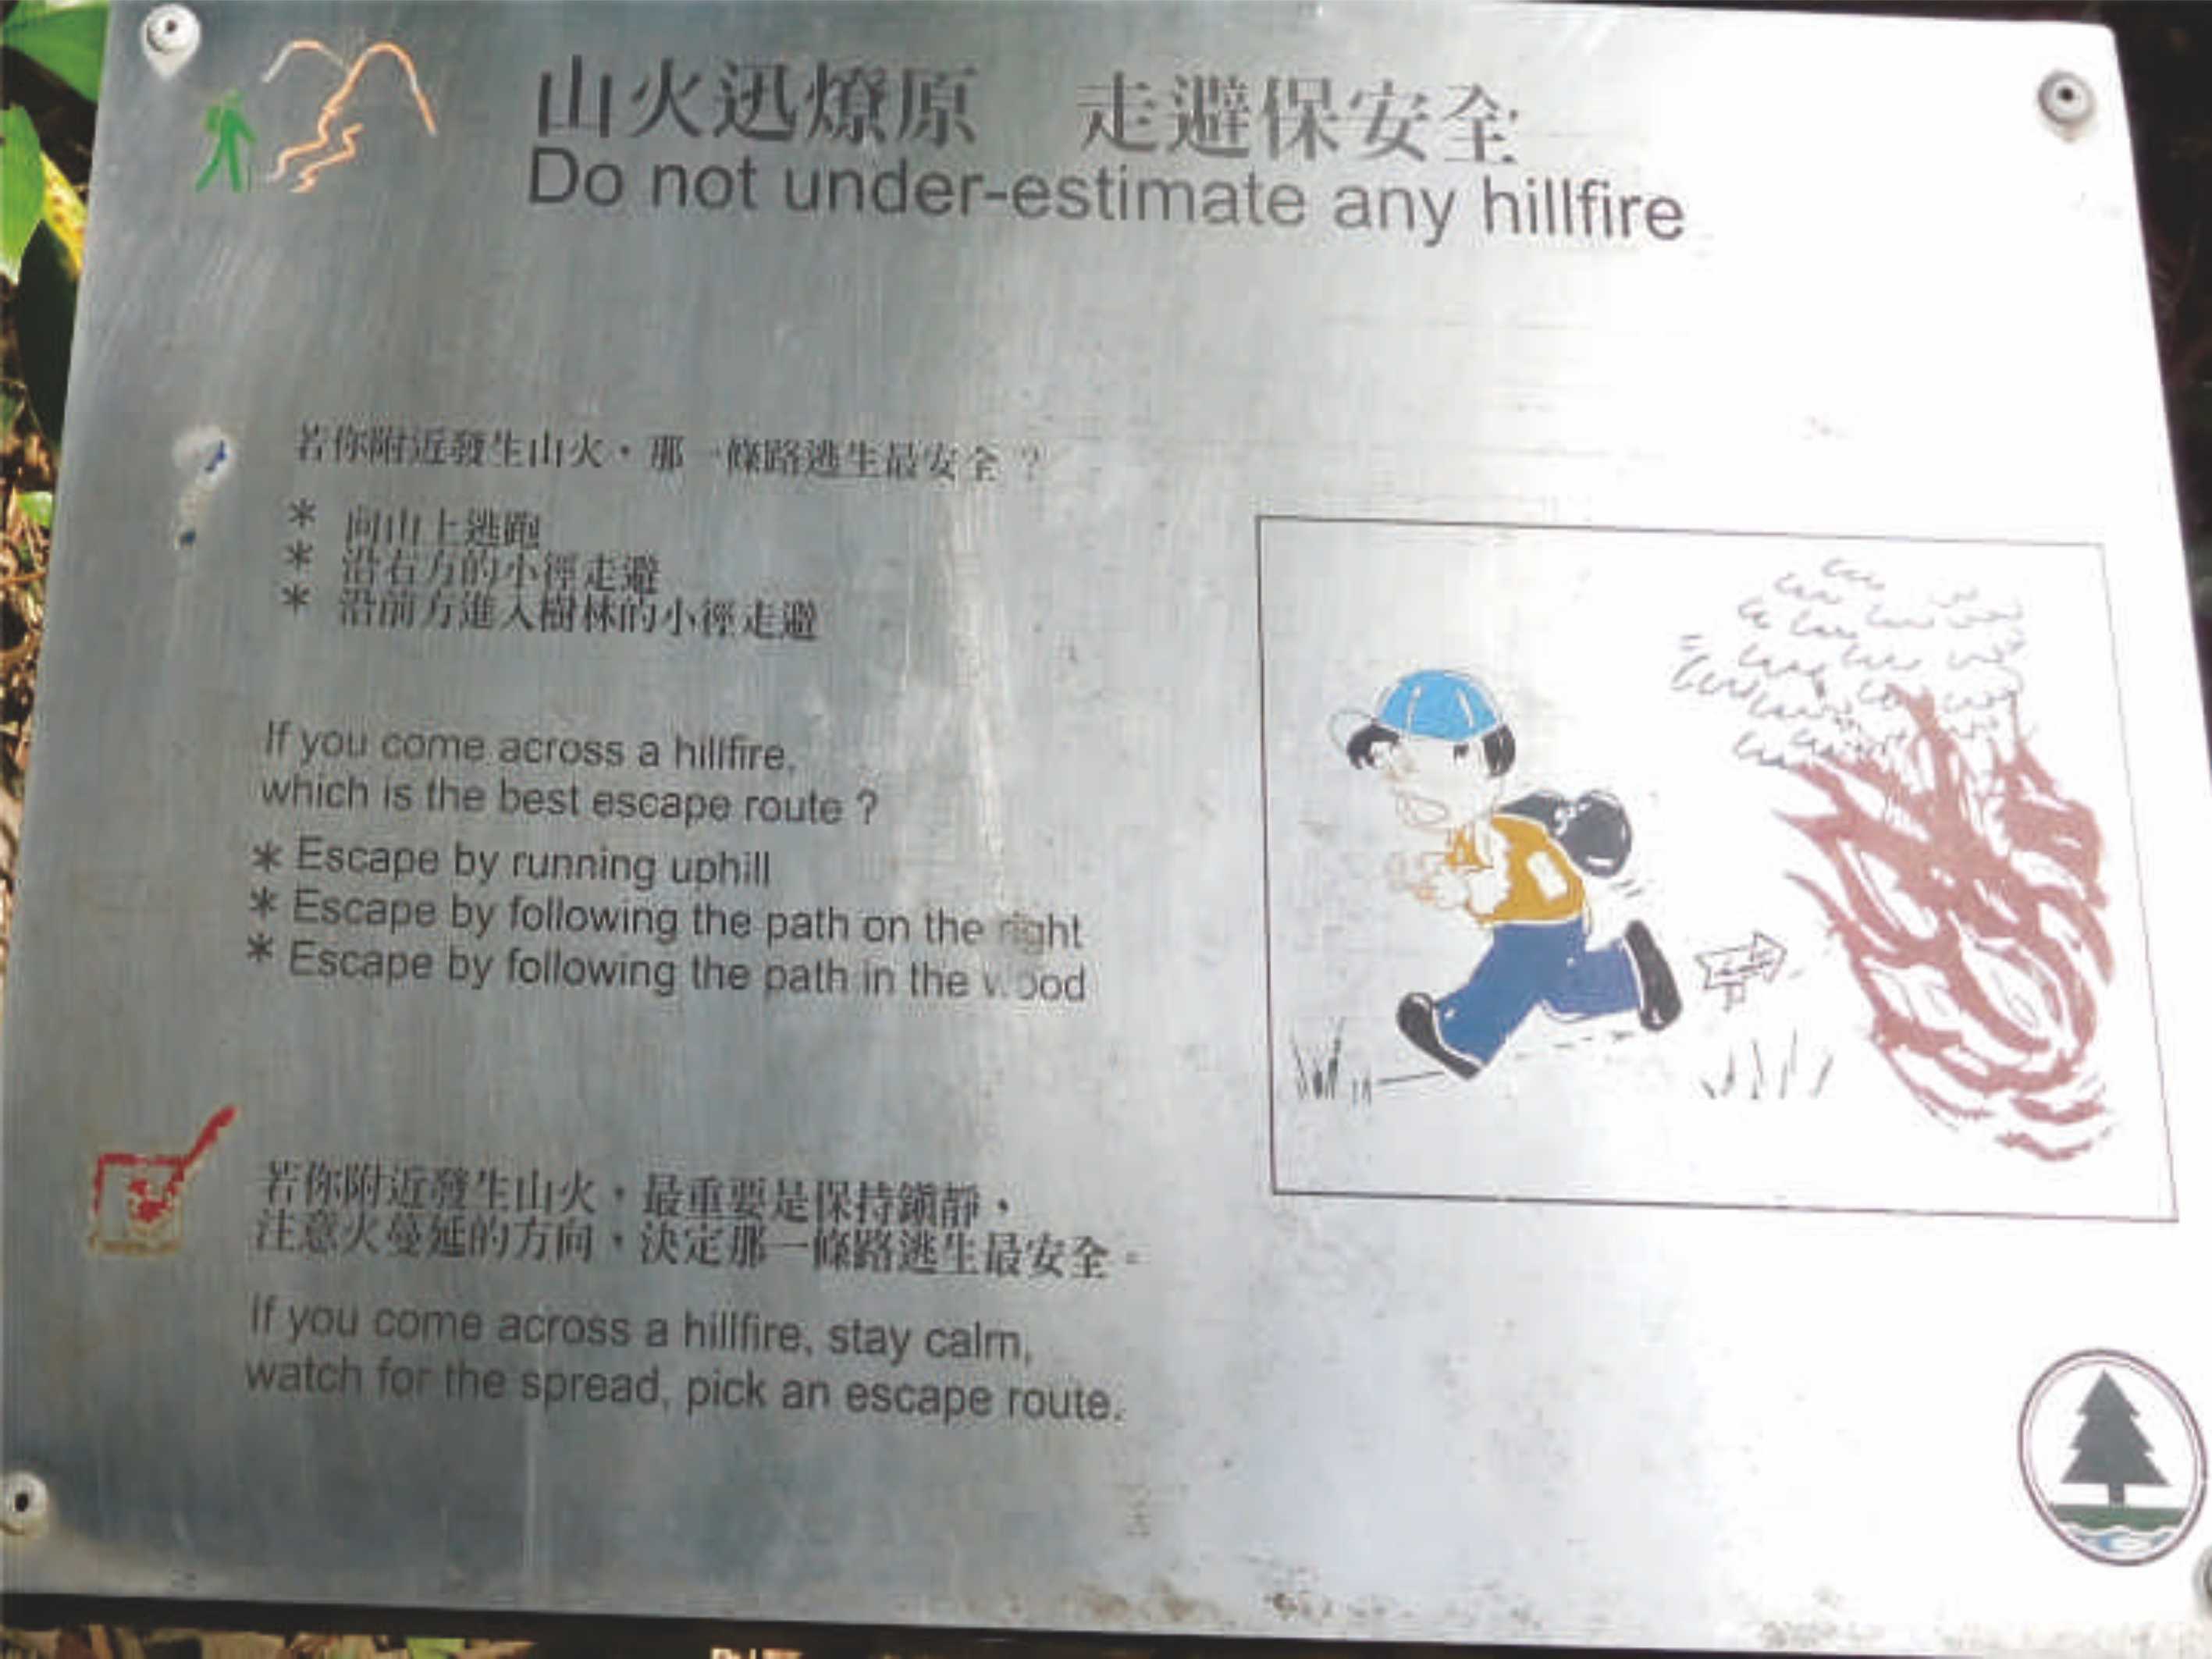 山火迅燎原 走避保安全
Do not under-estimate any hillfire
若你附近發生山火，那一條路逃生最安全？
* 向山上逃跑
* 沿右方的小徑走避
* 沿前方進入樹林的小徑走避
If you come across a hillfire,
which is the best escape route ?
* Escape by running uphill
* Escape by following the path on the right
* Escape by following the path in the wood
若你附近發生山火，最重要是保持鎮靜，
注意火蔓延的方向，決定那一條路逃生最安全。
If you come across a hillfire, stay calm,
watch for the spread, pick an escape route.